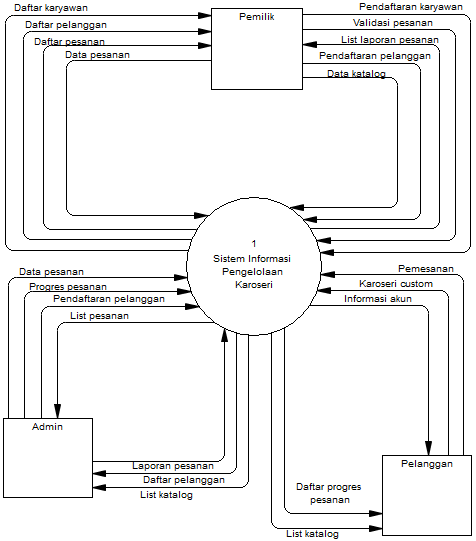 Daftar karyawan
Pemilik
Pendaftaran karyawan
Daftar pelanggan
Validasi pesanan
Daftar pesanan
List laporan pesanan
Data pesanan
Pendaftaran pelanggan
Data katalog
1
Sistem Informasi
Pengelolaan
Karoseri
Data pesanan
Pemesanan
Progres pesanan
Karoseri custom
Pendaftaran pelanggan
Informasi akun
List pesanan
Admin
Pelanggan
Laporan pesanan
Daftar pelanggan
List katalog
Daftar progres
pesanan
List katalog